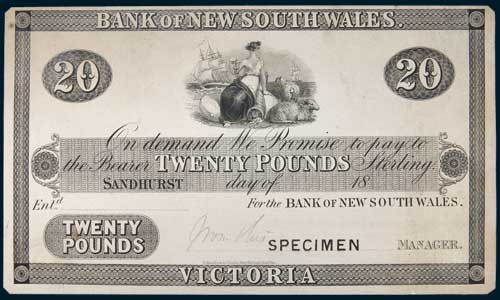 BANK OF NEW SOUTH WALES.
20 20
On demand We Promise to pay to
the Bearer TWENTY POUNDS Sterling.
SANDHURST day of 18
Ent.d For the BANK OF NEW SOUTH WALES.
TWENTY
POUNDS
SPECIMEN MANAGER.
VICTORIA